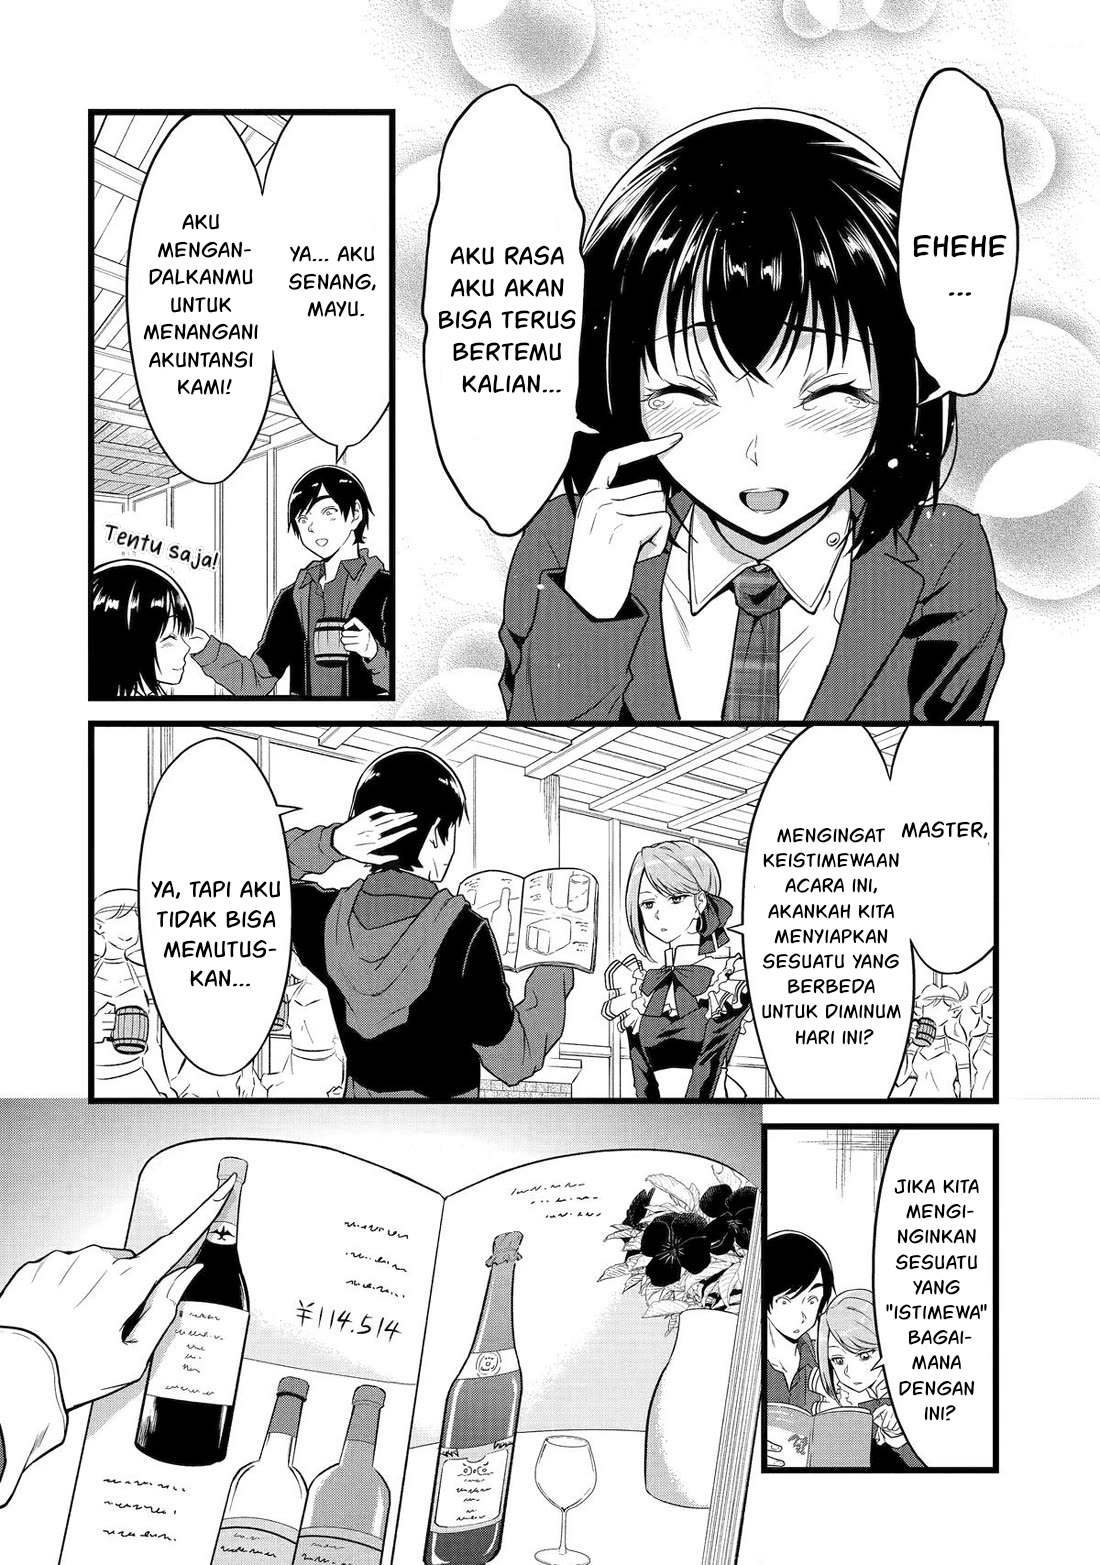 EHEHE
...
AKU RASA
AKU AKAN
BISA TERUS
BERTEMU
KALIAN...
YA... AKU
SENANG,
MAYU.
AKU
MENGAN-
DALKANMU
UNTUK
MENANGANI
AKUNTANSI
KAMI!
Tentu saja!
MASTER,
MENGINGAT
KEISTIMEWAAN
ACARA INI,
AKANKAH KITA
MENYIAPKAN
SESUATU YANG
BERBEDA
UNTUK DIMINUM
HARI INI?
YA, TAPI AKU
TIDAK BISA
MEMUTUS-
KAN...
JIKA KITA
MENGI-
NGINKAN
SESUATU
YANG
"ISTIMEWA"
BAGAI-
MANA
DENGAN
INI?
¥114.514